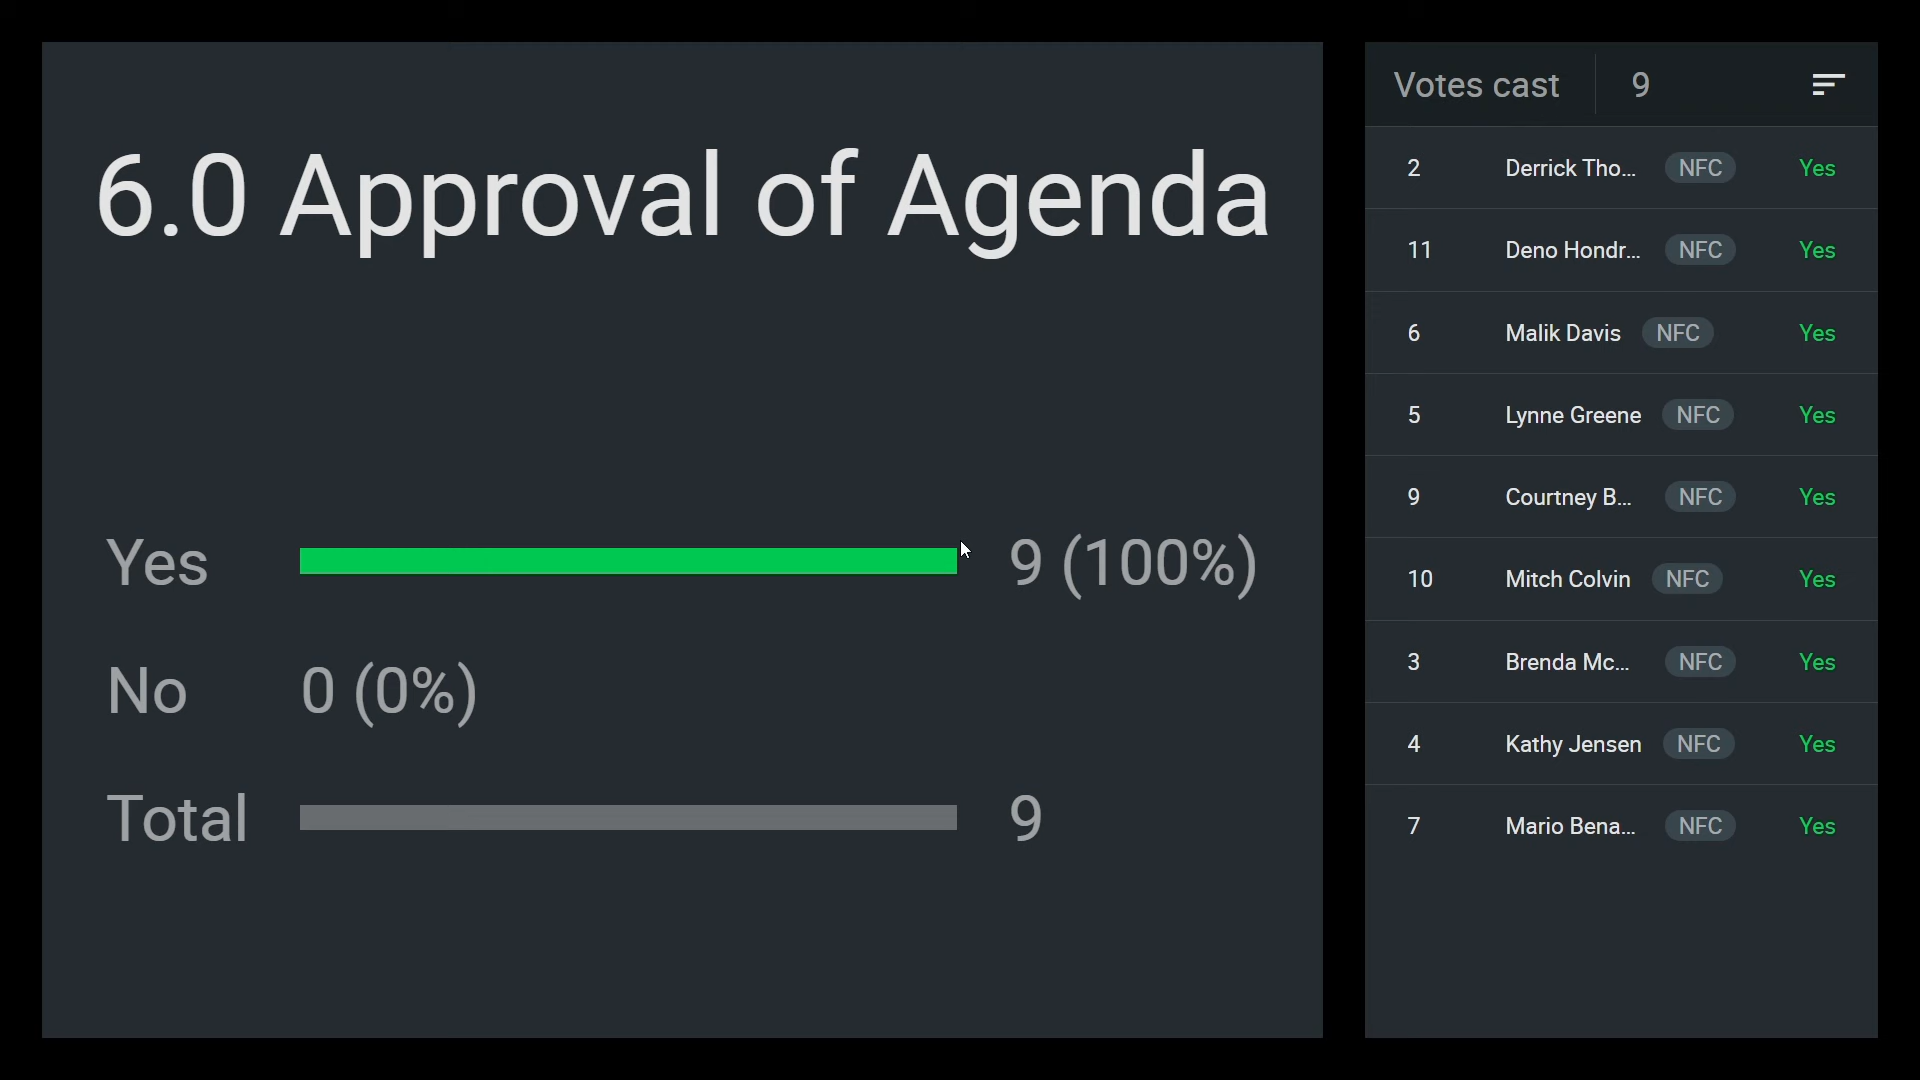 6.0 Approval of Agenda
Yes 9 (100%)
No 0 (0%)
Total 9
Votes cast 9
2 Derrick Tho... NFC Yes
11 Deno Hondr... NFC Yes
6 Malik Davis NFC Yes
5 Lynne Greene NFC Yes
9 Courtney B... NFC Yes
10 Mitch Colvin NFC Yes
3 Brenda Mc... NFC Yes
4 Kathy Jensen NFC Yes
7 Mario Bena... NFC Yes